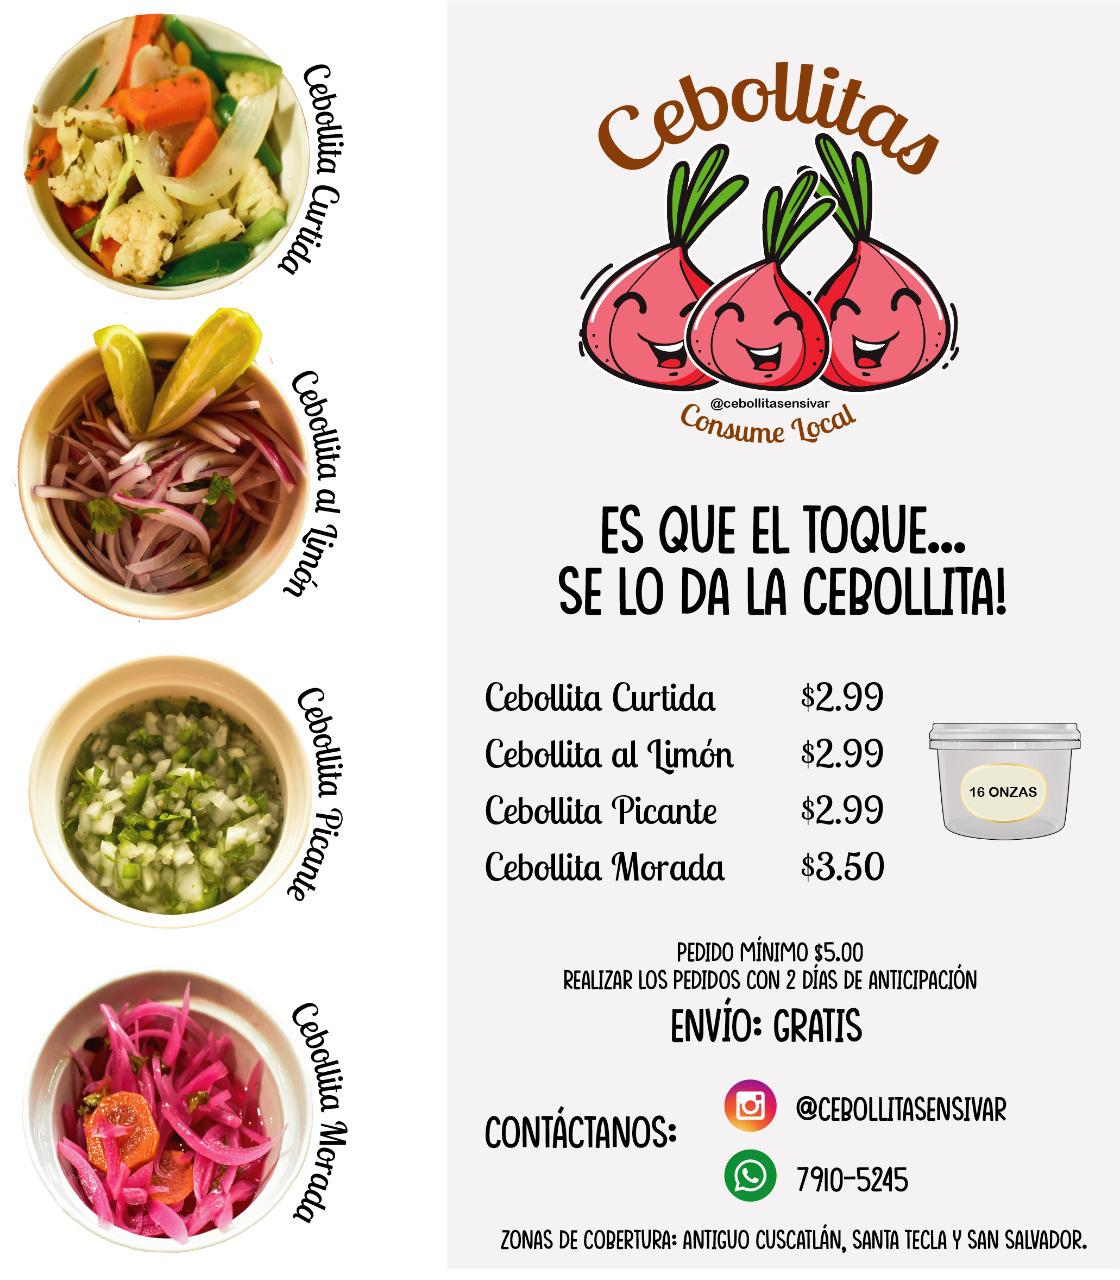 Cebollita Curtida
Cebollita al Limón
Cebollita Picante
Cebollita Morada
Cebollitas
@cebollitasensivar
Consume Local
ES QUE EL TOQUE...
SE LO DA LA CEBOLLITA!
Cebollita Curtida $2.99
Cebollita al Limón $2.99
Cebollita Picante $2.99
Cebollita Morada $3.50
16 ONZAS
PEDIDO MÍNIMO $5.00
REALIZAR LOS PEDIDOS CON 2 DÍAS DE ANTICIPACIÓN
ENVÍO: GRATIS
CONTÁCTANOS:
@CEBOLLITASENSIVAR
7910-5245
ZONAS DE COBERTURA: ANTIGUO CUSCATLÁN, SANTA TECLA Y SAN SALVADOR.